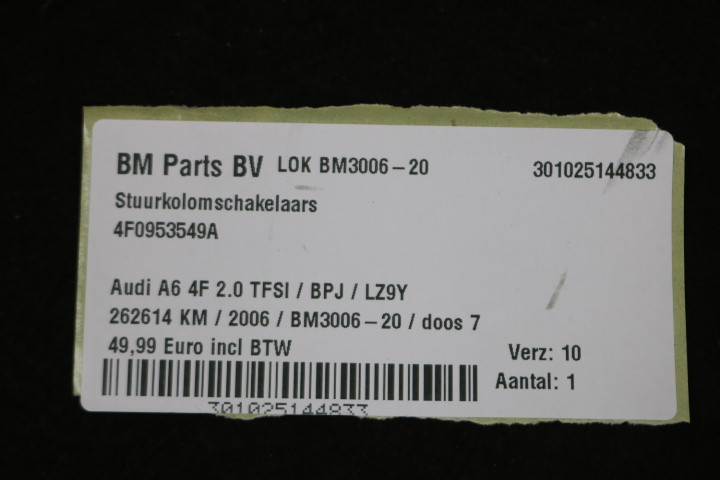 BM Parts BV LOK BM3006-20 301025144833
Stuurkolomschakelaars
4F0953549A
Audi A6 4F 2.0 TFSI / BPJ / LZ9Y
262614 KM / 2006 / BM3006-20 / doos 7
49,99 Euro incl BTW Verz: 10
Aantal: 1
301025144833